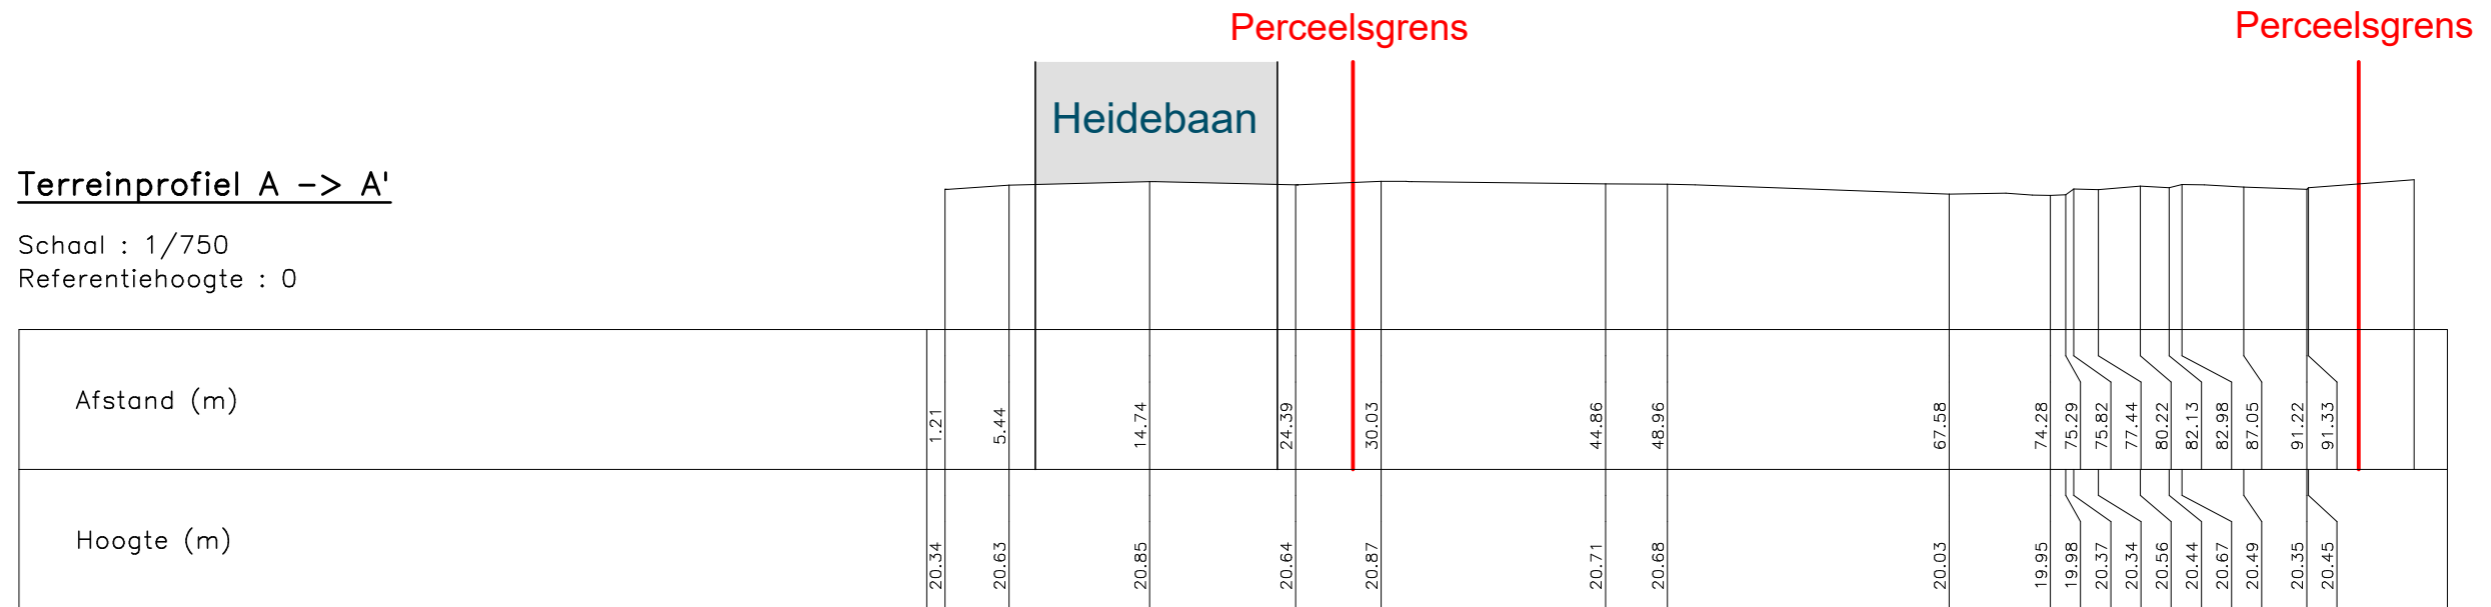 Perceelsgrens
Perceelsgrens
Heidebaan
Terreinprofiel A -> A'
Schaal : 1/750
Referentiehoogte : 0
Afstand (m) 1.21 5.44 14.74 24.39 30.03 44.86 48.96 67.58 74.28 75.29 75.82 77.44 80.22 82.13 82.98 87.05 91.22 91.33
Hoogte (m) 20.34 20.63 20.85 20.64 20.87 20.71 20.68 20.03 19.95 19.98 20.37 20.34 20.56 20.44 20.67 20.49 20.35 20.45